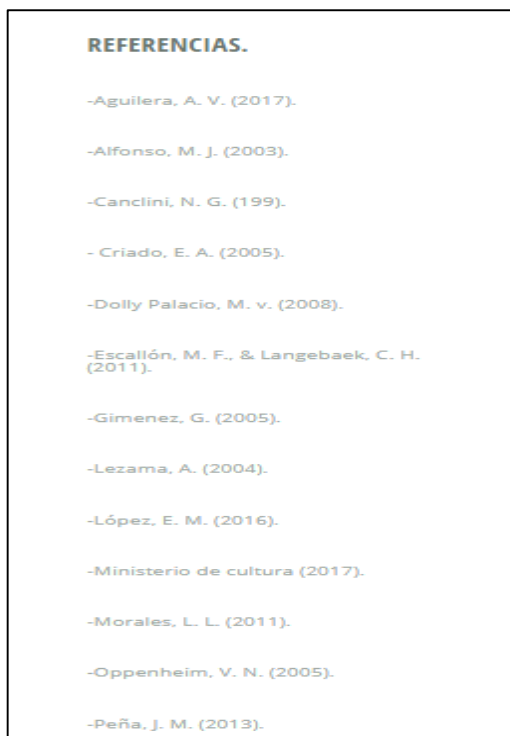 REFERENCIAS.
-Aguilera, A. V. (2017).
-Alfonso, M. J. (2003).
-Canclini, N. G. (199).
- Criado, E. A. (2005).
-Dolly Palacio, M. v. (2008).
-Escallón, M. F., & Langebaek, C. H.
(2011).
-Gimenez, G. (2005).
-Lezama, A. (2004).
-López, E. M. (2016).
-Ministerio de cultura (2017).
-Morales, L. L. (2011).
-Oppenheim, V. N. (2005).
-Peña, J. M. (2013).